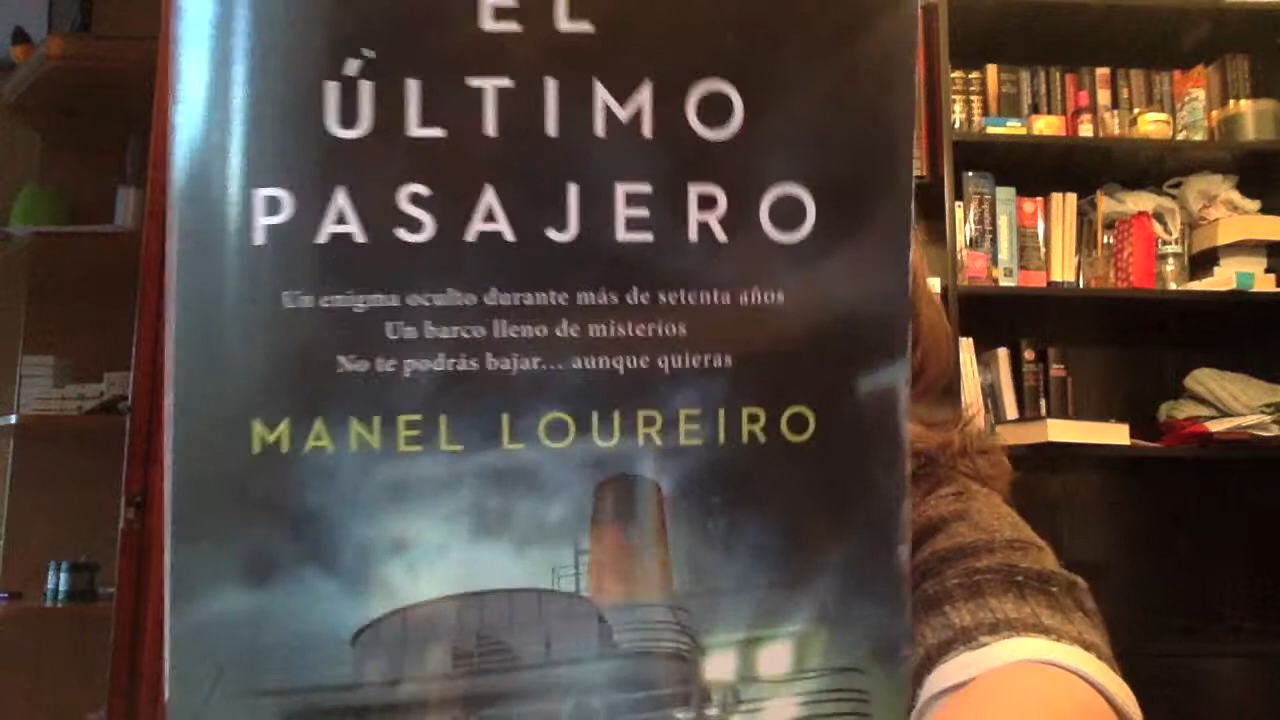 EL
ÚLTIMO
PASAJERO
Un enigma oculto durante más de setenta años
Un barco lleno de misterios
No te podrás bajar... aunque quieras
MANEL LOUREIRO